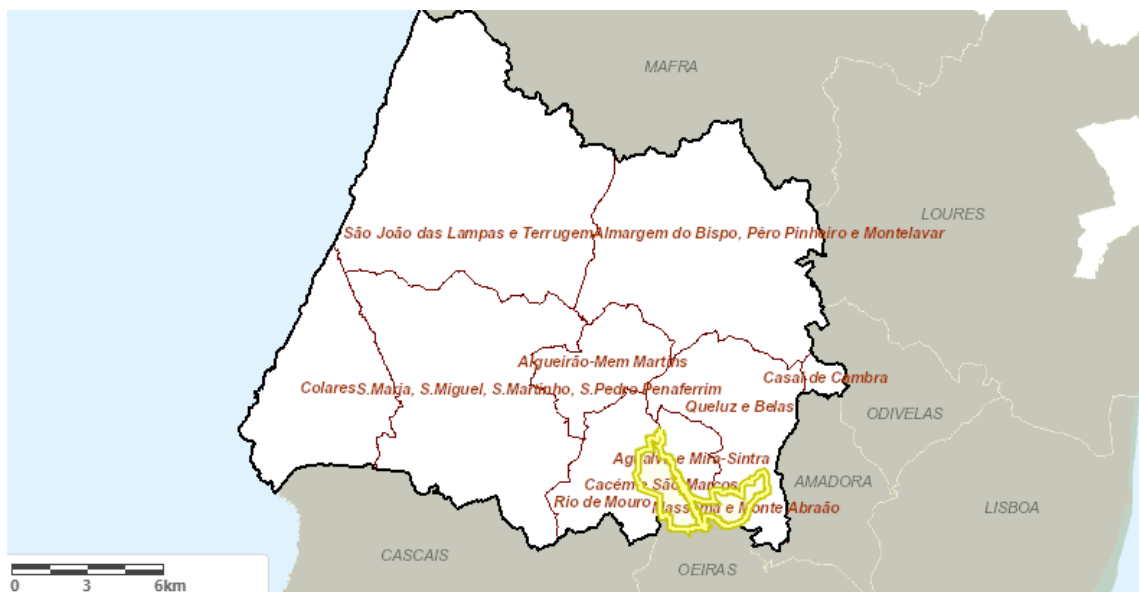 MAFRA
LOURES
São João das Lampas e Terrugem
Almargem do Bispo, Pêro Pinheiro e Montelavar
Algueirão-Mem Martins
Casal de Cambra
Colares
S.Maria, S.Miguel, S.Martinho, S.Pedro Penaferrim
Queluz e Belas
ODIVELAS
Agualva e Mira-Sintra
AMADORA
Cacém e São Marcos
Rio de Mouro
Massamá e Monte Abraão
LISBOA
CASCAIS
OEIRAS
0 3 6km